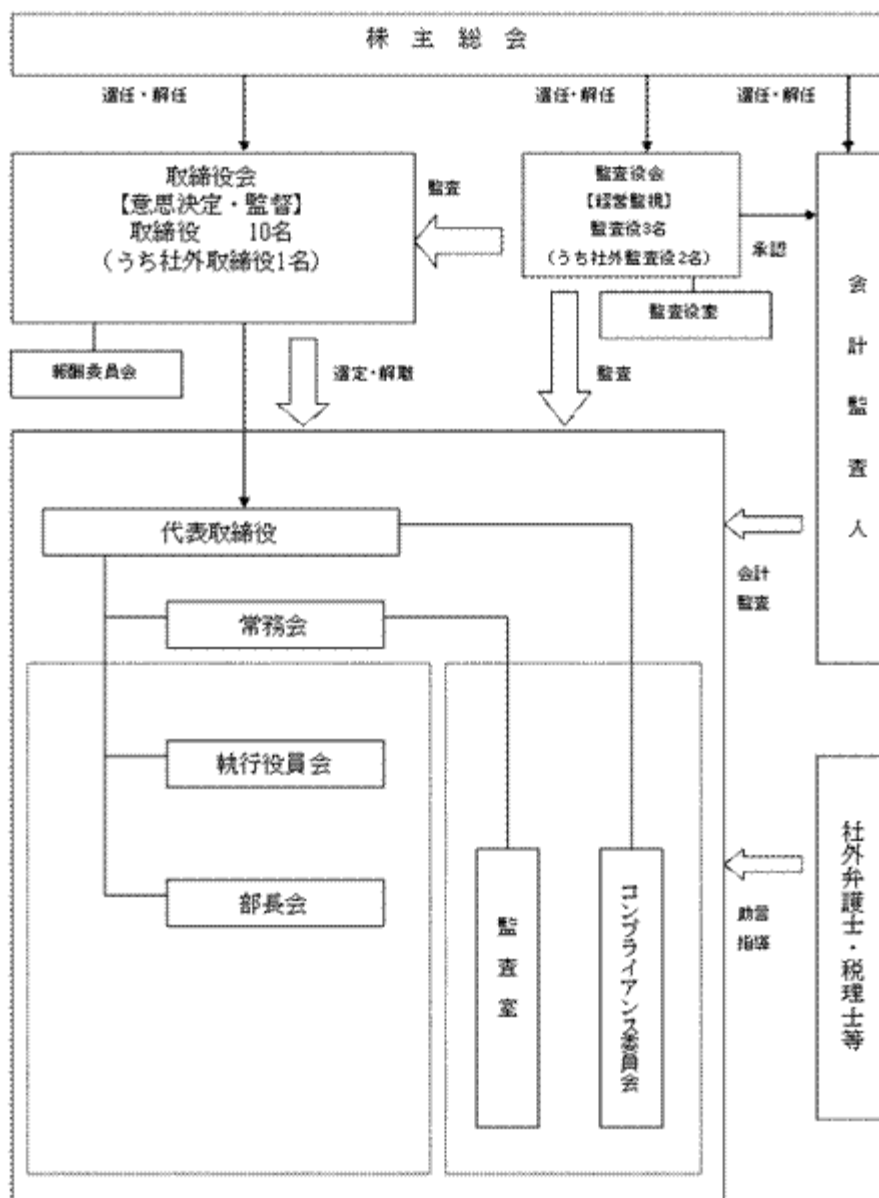 株主総会
選任・解任
選任・解任
選任・解任
取締役会
【意思決定・監督】
取締役　　10名
（うち社外取締役1名）
監査
監査役会
【経営監視】
監査役3名
（うち社外監査役2名）
承認
会計監査人
監査役室
報酬委員会
選定・解職
監査
代表取締役
会計
監査
常務会
執行役員会
部長会
監査室
コンプライアンス委員会
助言
指導
社外弁護士・税理士等